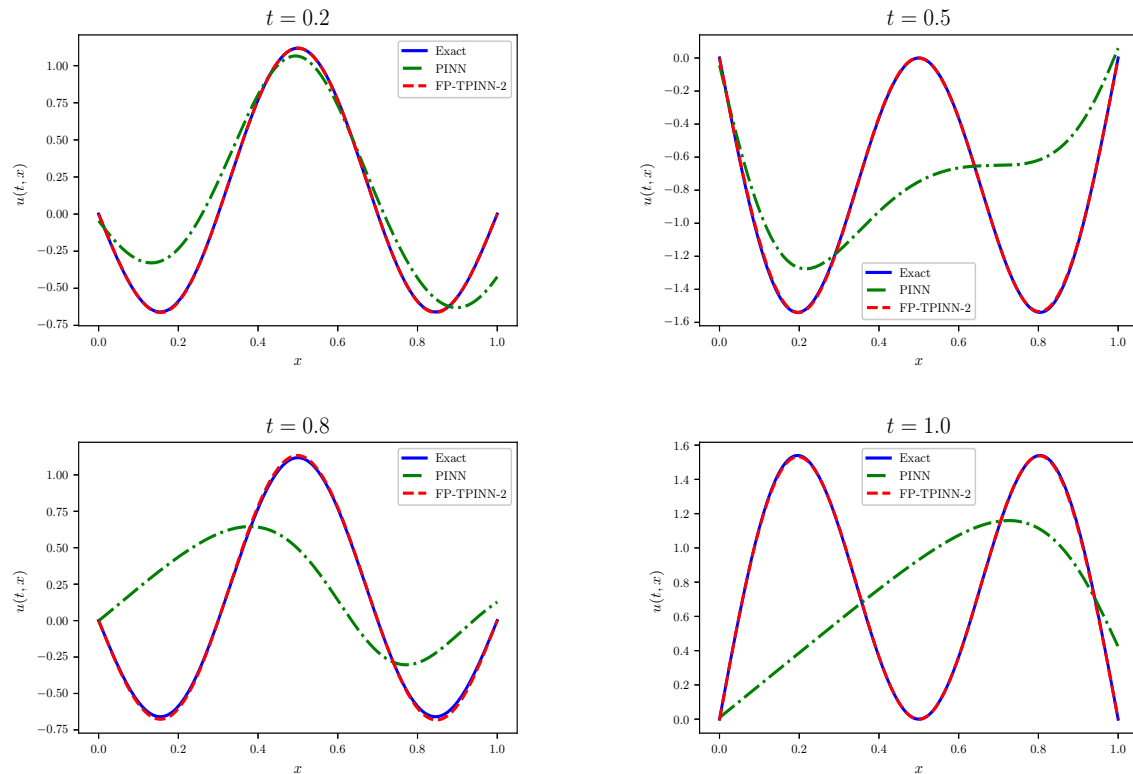 t = 0.2
1.00
0.75
0.50
0.25
0.00
−0.25
−0.50
−0.75
u(t, x)
Exact
PINN
FP-TPINN-2
0.0 0.2 0.4 0.6 0.8 1.0
x
t = 0.5
0.0
−0.2
−0.4
−0.6
−0.8
−1.0
−1.2
−1.4
−1.6
u(t, x)
Exact
PINN
FP-TPINN-2
0.0 0.2 0.4 0.6 0.8 1.0
x
t = 0.8
1.00
0.75
0.50
0.25
0.00
−0.25
−0.50
−0.75
u(t, x)
Exact
PINN
FP-TPINN-2
0.0 0.2 0.4 0.6 0.8 1.0
x
t = 1.0
1.6
1.4
1.2
1.0
0.8
0.6
0.4
0.2
0.0
u(t, x)
Exact
PINN
FP-TPINN-2
0.0 0.2 0.4 0.6 0.8 1.0
x